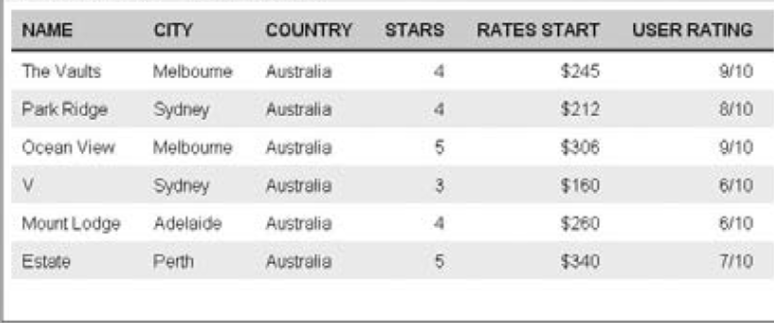 NAME CITY COUNTRY STARS RATES START USER RATING
The Vaults Melbourne Australia 4 $245 9/10
Park Ridge Sydney Australia 4 $212 8/10
Ocean View Melbourne Australia 5 $306 9/10
V Sydney Australia 3 $160 6/10
Mount Lodge Adelaide Australia 4 $260 6/10
Estate Perth Australia 5 $340 7/10